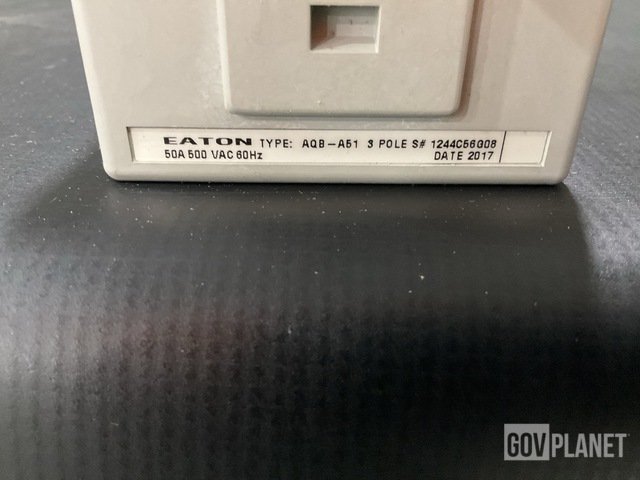 EATON TYPE: AQB-A51 3 POLE S# 1244C56G08
50A 500 VAC 60Hz DATE 2017
GOVPLANET